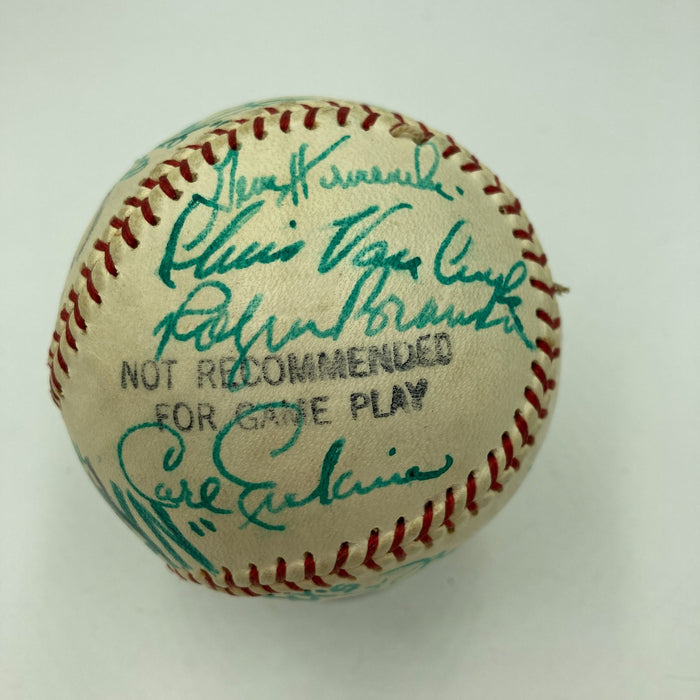 Gene Hermanski
Chris Van Cuyk
Ralph Branca
NOT RECOMMENDED
FOR GAME PLAY
Carl Erskine